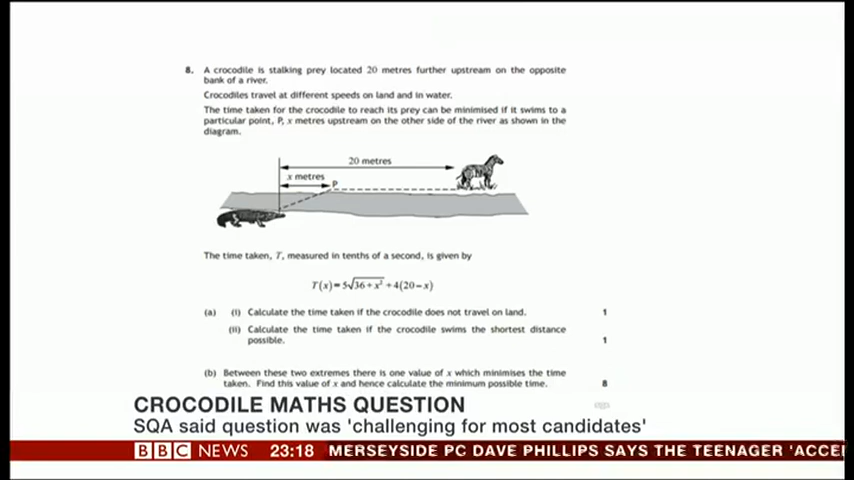 8. A crocodile is stalking prey located 20 metres further upstream on the opposite
bank of a river.
Crocodiles travel at different speeds on land and in water.
The time taken for the crocodile to reach its prey can be minimised if it swims to a
particular point, P, x metres upstream on the other side of the river as shown in the
diagram.
20 metres
x metres
P
The time taken, T, measured in tenths of a second, is given by
T(x)=5√36+x²+4(20−x)
(a) (i) Calculate the time taken if the crocodile does not travel on land. 1
(ii) Calculate the time taken if the crocodile swims the shortest distance
possible. 1
(b) Between these two extremes there is one value of x which minimises the time
taken. Find this value of x and hence calculate the minimum possible time. 8
CROCODILE MATHS QUESTION
SQA said question was 'challenging for most candidates'
BBC NEWS 23:18 MERSEYSIDE PC DAVE PHILLIPS SAYS THE TEENAGER 'ACCE